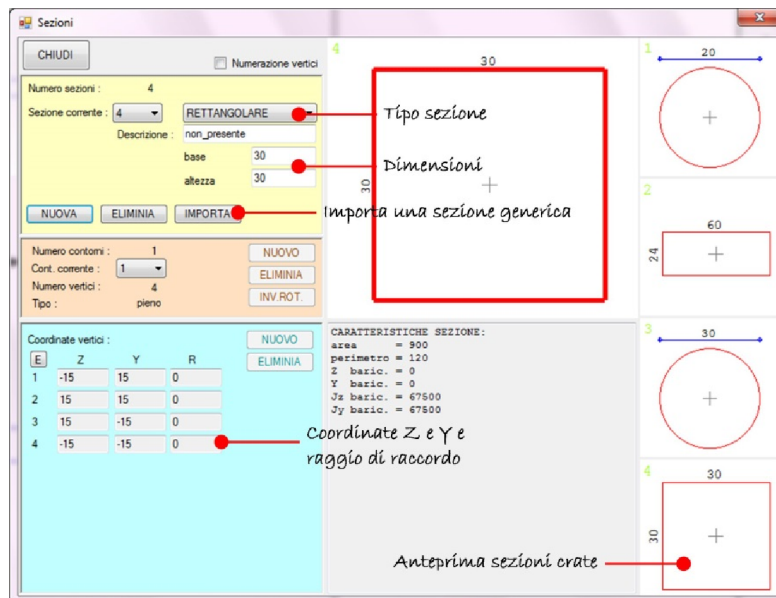 Sezioni
CHIUDI
Numerazione vertici
Numero sezioni : 4
Sezione corrente : 4 RETTANGOLARE
Descrizione : non_presente
base 30
altezza 30
NUOVA ELIMINIA IMPORTA
Numero contorni : 1
Cont. corrente : 1
Numero vertici : 4
Tipo : pieno
NUOVO
ELIMINIA
INV.ROT.
Coordinate vertici :
NUOVO
ELIMINIA
E Z Y R
1 -15 15 0
2 15 15 0
3 15 -15 0
4 -15 -15 0
4
30
30
Tipo sezione
Dimensioni
Importa una sezione generica
CARATTERISTICHE SEZIONE:
area = 900
perimetro = 120
Z baric. = 0
Y baric. = 0
Jz baric. = 67500
Jy baric. = 67500
Coordinate Z e Y e
raggio di raccordo
Anteprima sezioni crate
1
20
2
60
24
3
30
4
30
30